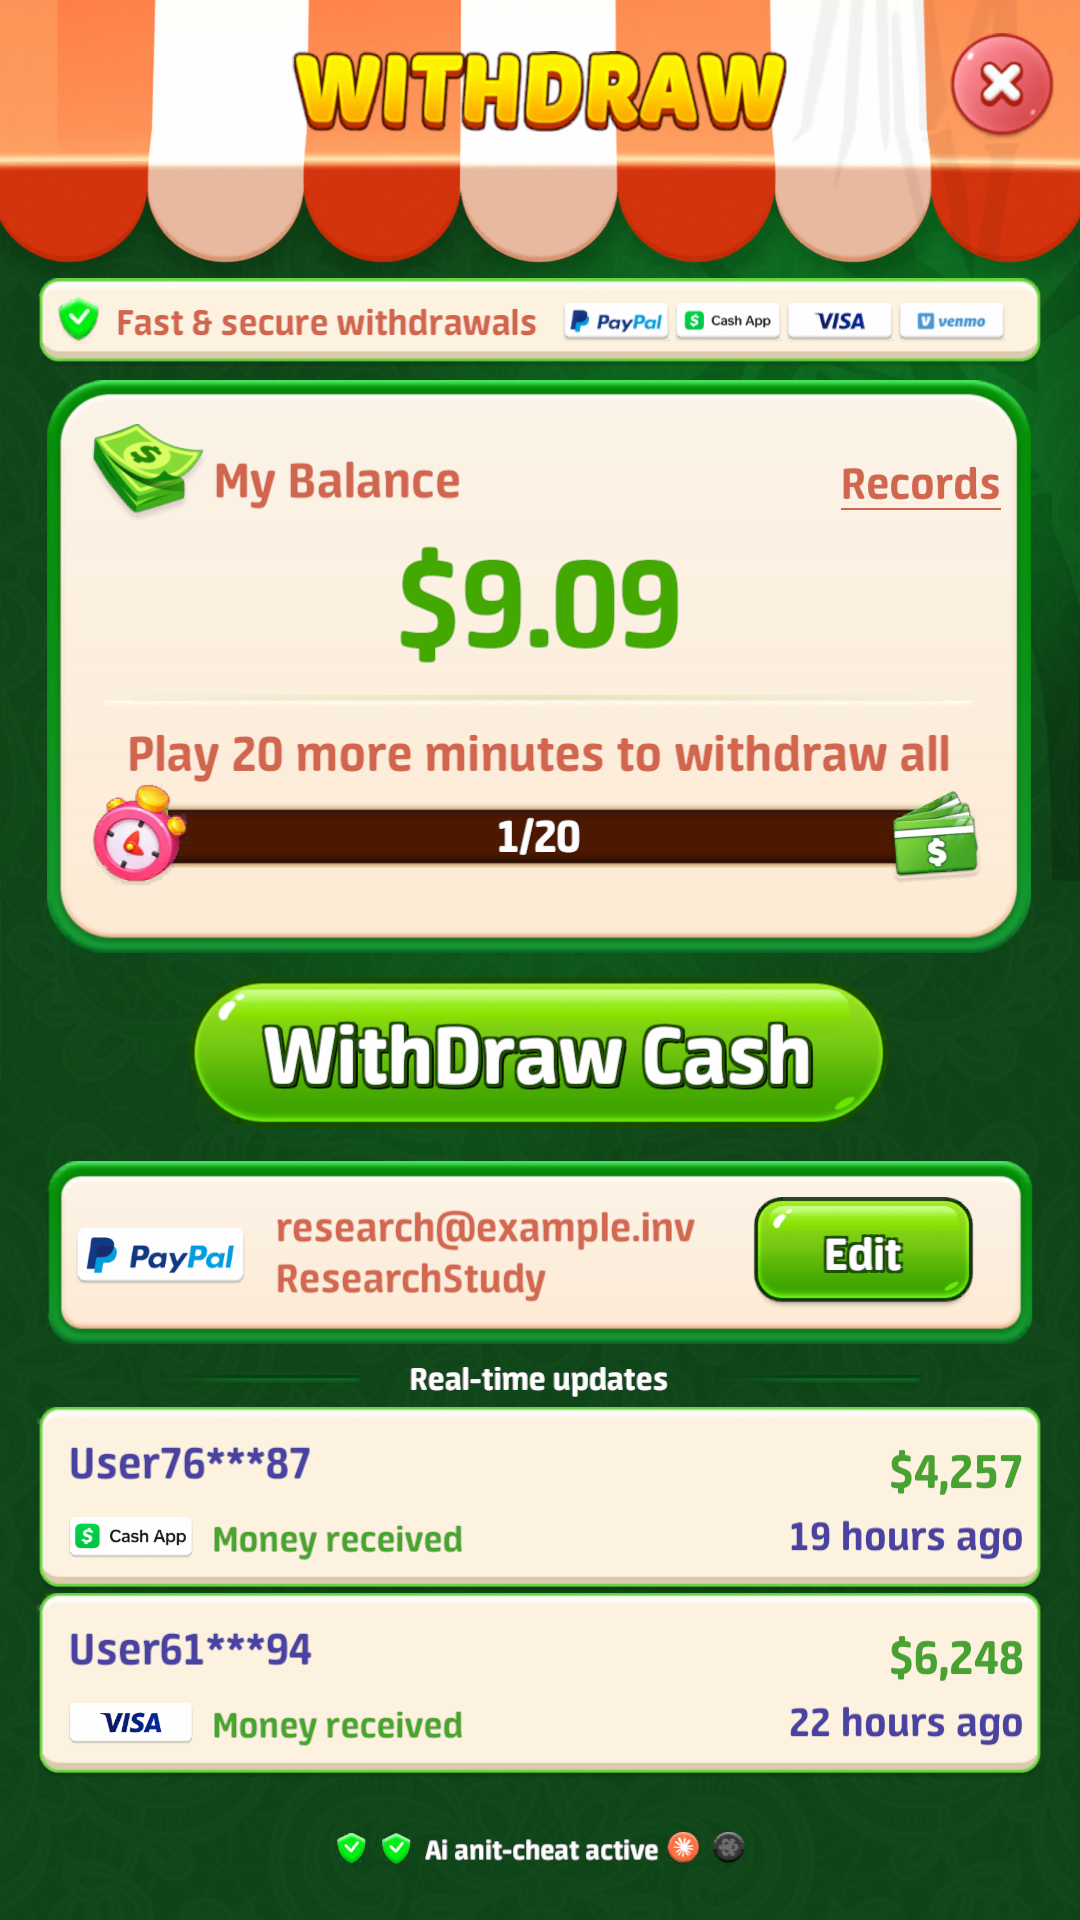 WITHDRAW
Fast & secure withdrawals PayPal Cash App VISA venmo
My Balance Records
$9.09
Play 20 more minutes to withdraw all
1/20
WithDraw Cash
PayPal research@example.inv
ResearchStudy
Edit
Real-time updates
User76***87 $4,257
Cash App Money received 19 hours ago
User61***94 $6,248
VISA Money received 22 hours ago
Ai anit-cheat active